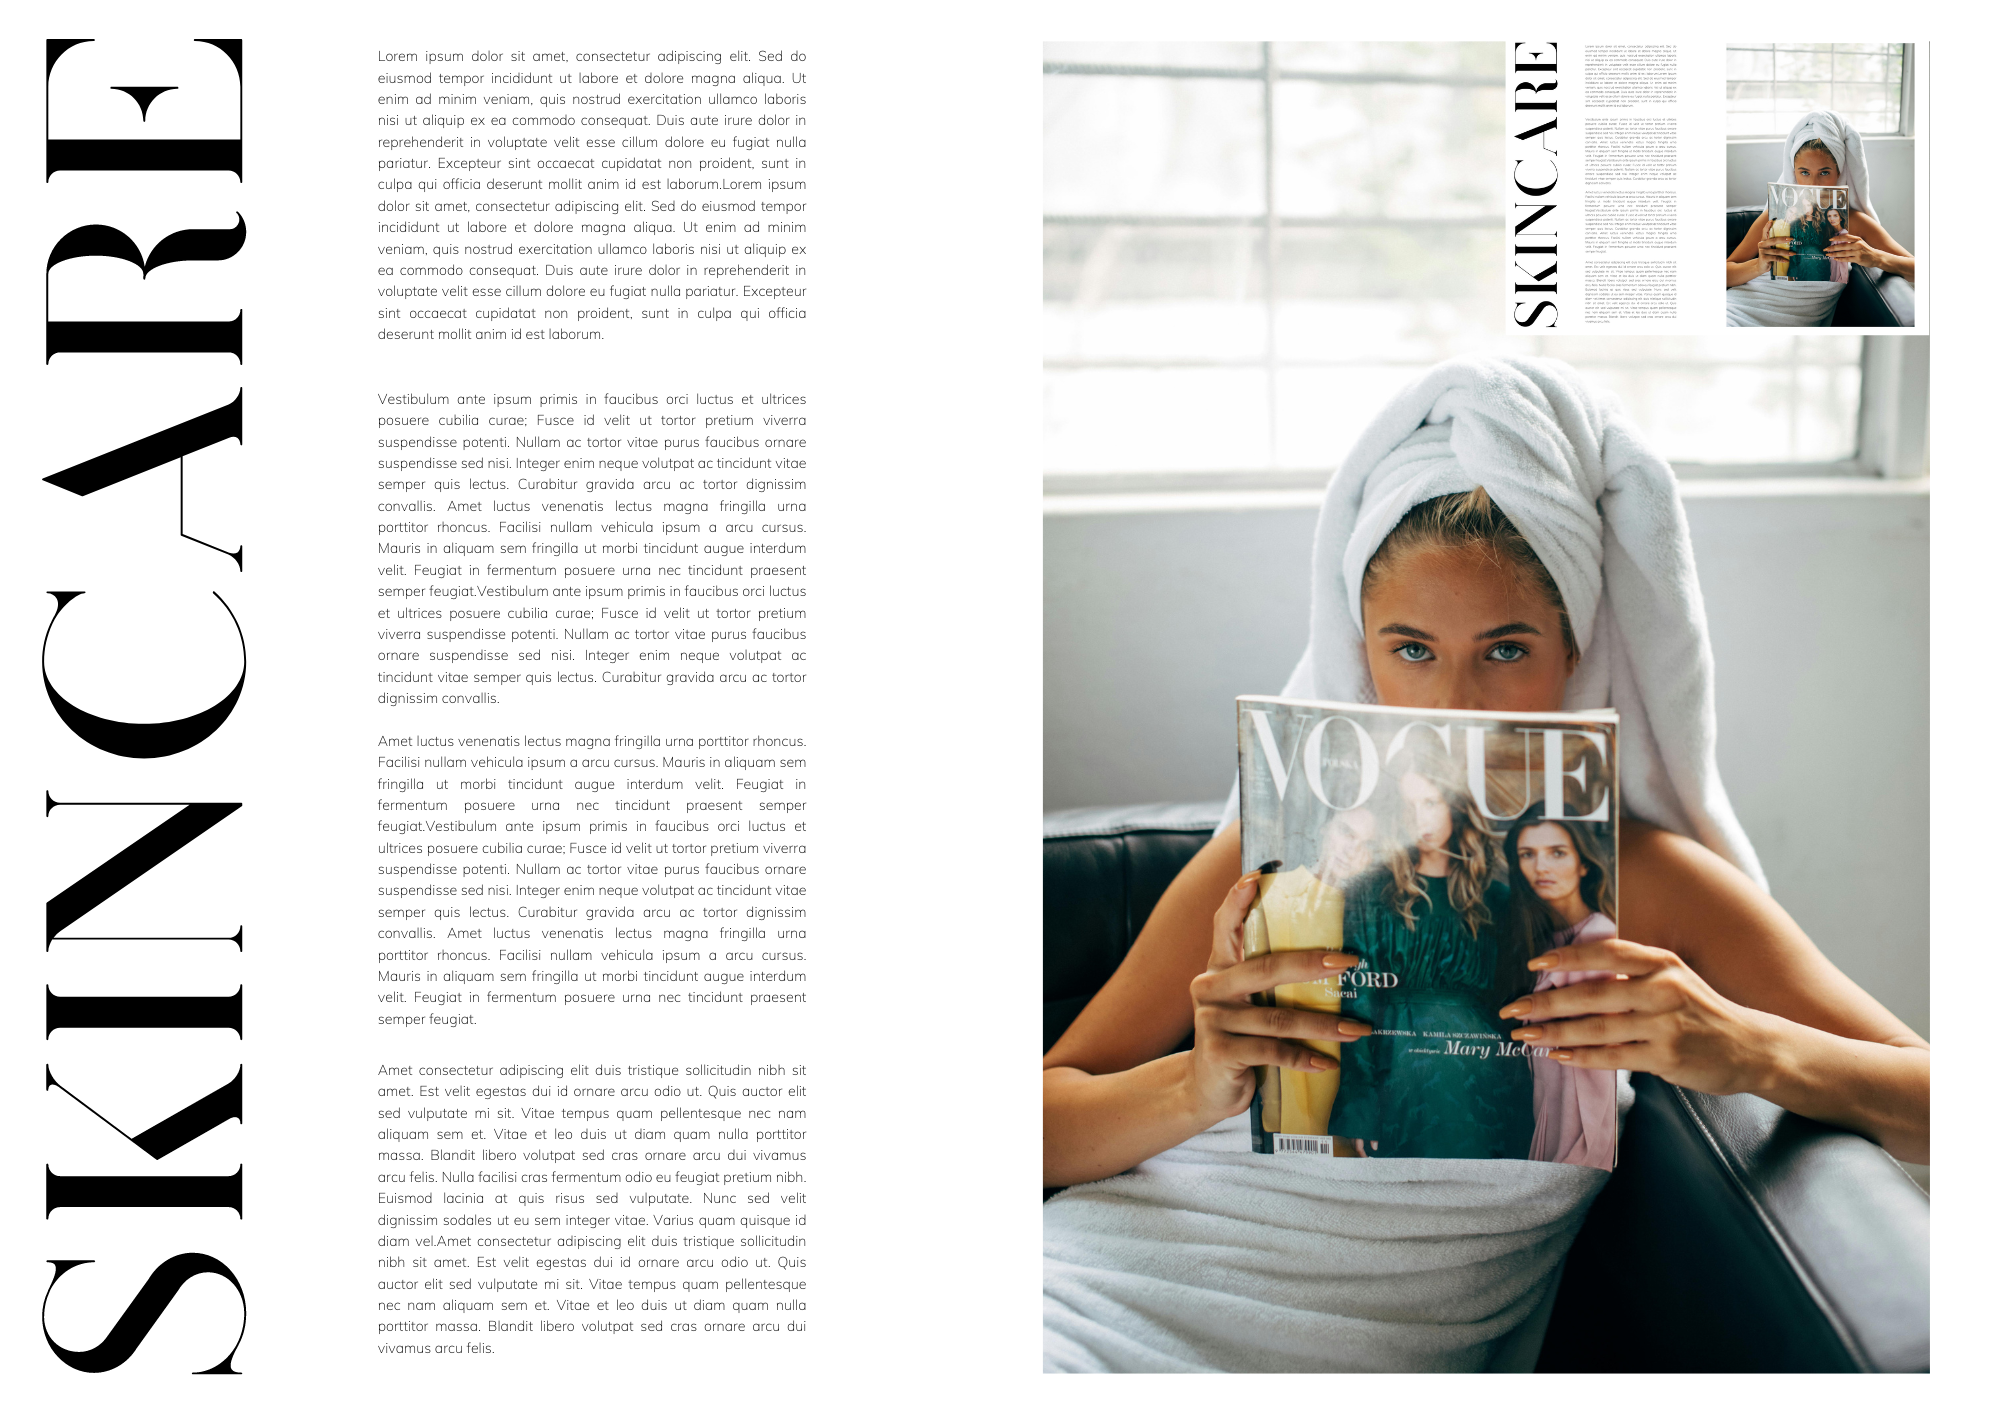 SKINCARE
Lorem ipsum dolor sit amet, consectetur adipiscing elit. Sed do
eiusmod tempor incididunt ut labore et dolore magna aliqua. Ut
enim ad minim veniam, quis nostrud exercitation ullamco laboris
nisi ut aliquip ex ea commodo consequat. Duis aute irure dolor in
reprehenderit in voluptate velit esse cillum dolore eu fugiat nulla
pariatur. Excepteur sint occaecat cupidatat non proident, sunt in
culpa qui officia deserunt mollit anim id est laborum.Lorem ipsum
dolor sit amet, consectetur adipiscing elit. Sed do eiusmod tempor
incididunt ut labore et dolore magna aliqua. Ut enim ad minim
veniam, quis nostrud exercitation ullamco laboris nisi ut aliquip ex
ea commodo consequat. Duis aute irure dolor in reprehenderit in
voluptate velit esse cillum dolore eu fugiat nulla pariatur. Excepteur
sint occaecat cupidatat non proident, sunt in culpa qui officia
deserunt mollit anim id est laborum.
Vestibulum ante ipsum primis in faucibus orci luctus et ultrices
posuere cubilia curae; Fusce id velit ut tortor pretium viverra
suspendisse potenti. Nullam ac tortor vitae purus faucibus ornare
suspendisse sed nisi. Integer enim neque volutpat ac tincidunt vitae
semper quis lectus. Curabitur gravida arcu ac tortor dignissim
convallis. Amet luctus venenatis lectus magna fringilla urna
porttitor rhoncus. Facilisi nullam vehicula ipsum a arcu cursus.
Mauris in aliquam sem fringilla ut morbi tincidunt augue interdum
velit. Feugiat in fermentum posuere urna nec tincidunt praesent
semper feugiat.Vestibulum ante ipsum primis in faucibus orci luctus
et ultrices posuere cubilia curae; Fusce id velit ut tortor pretium
viverra suspendisse potenti. Nullam ac tortor vitae purus faucibus
ornare suspendisse sed nisi. Integer enim neque volutpat ac
tincidunt vitae semper quis lectus. Curabitur gravida arcu ac tortor
dignissim convallis.
Amet luctus venenatis lectus magna fringilla urna porttitor rhoncus.
Facilisi nullam vehicula ipsum a arcu cursus. Mauris in aliquam sem
fringilla ut morbi tincidunt augue interdum velit. Feugiat in
fermentum posuere urna nec tincidunt praesent semper
feugiat.Vestibulum ante ipsum primis in faucibus orci luctus et
ultrices posuere cubilia curae; Fusce id velit ut tortor pretium viverra
suspendisse potenti. Nullam ac tortor vitae purus faucibus ornare
suspendisse sed nisi. Integer enim neque volutpat ac tincidunt vitae
semper quis lectus. Curabitur gravida arcu ac tortor dignissim
convallis. Amet luctus venenatis lectus magna fringilla urna
porttitor rhoncus. Facilisi nullam vehicula ipsum a arcu cursus.
Mauris in aliquam sem fringilla ut morbi tincidunt augue interdum
velit. Feugiat in fermentum posuere urna nec tincidunt praesent
semper feugiat.
Amet consectetur adipiscing elit duis tristique sollicitudin nibh sit
amet. Est velit egestas dui id ornare arcu odio ut. Quis auctor elit
sed vulputate mi sit. Vitae tempus quam pellentesque nec nam
aliquam sem et. Vitae et leo duis ut diam quam nulla porttitor
massa. Blandit libero volutpat sed cras ornare arcu dui vivamus
arcu felis. Nulla facilisi cras fermentum odio eu feugiat pretium nibh.
Euismod lacinia at quis risus sed vulputate. Nunc sed velit
dignissim sodales ut eu sem integer vitae. Varius quam quisque id
diam vel.Amet consectetur adipiscing elit duis tristique sollicitudin
nibh sit amet. Est velit egestas dui id ornare arcu odio ut. Quis
auctor elit sed vulputate mi sit. Vitae tempus quam pellentesque
nec nam aliquam sem et. Vitae et leo duis ut diam quam nulla
porttitor massa. Blandit libero volutpat sed cras ornare arcu dui
vivamus arcu felis.
SKINCARE
VOGUE
VOGUE
POLSKA
FORD
Sacai
KAMILA SZCZAWIŃSKA
Mary McCar